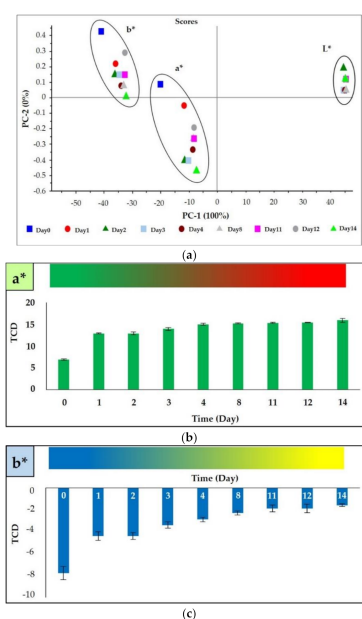 Scores
b*
a*
L*
PC-2 (0%)
0.4
0.3
0.2
0.1
0
-0.1
-0.2
-0.3
-0.4
-0.5
-0.6
-50 -40 -30 -20 -10 0 10 20 30 40
PC-1 (100%)
Day0 Day1 Day2 Day3 Day4 Day8 Day11 Day12 Day14
(a)
a*
TCD
20
15
10
5
0
0 1 2 3 4 8 11 12 14
Time (Day)
(b)
b*
Time (Day)
0 1 2 3 4 8 11 12 14
TCD
0
-2
-4
-6
-8
-10
(c)